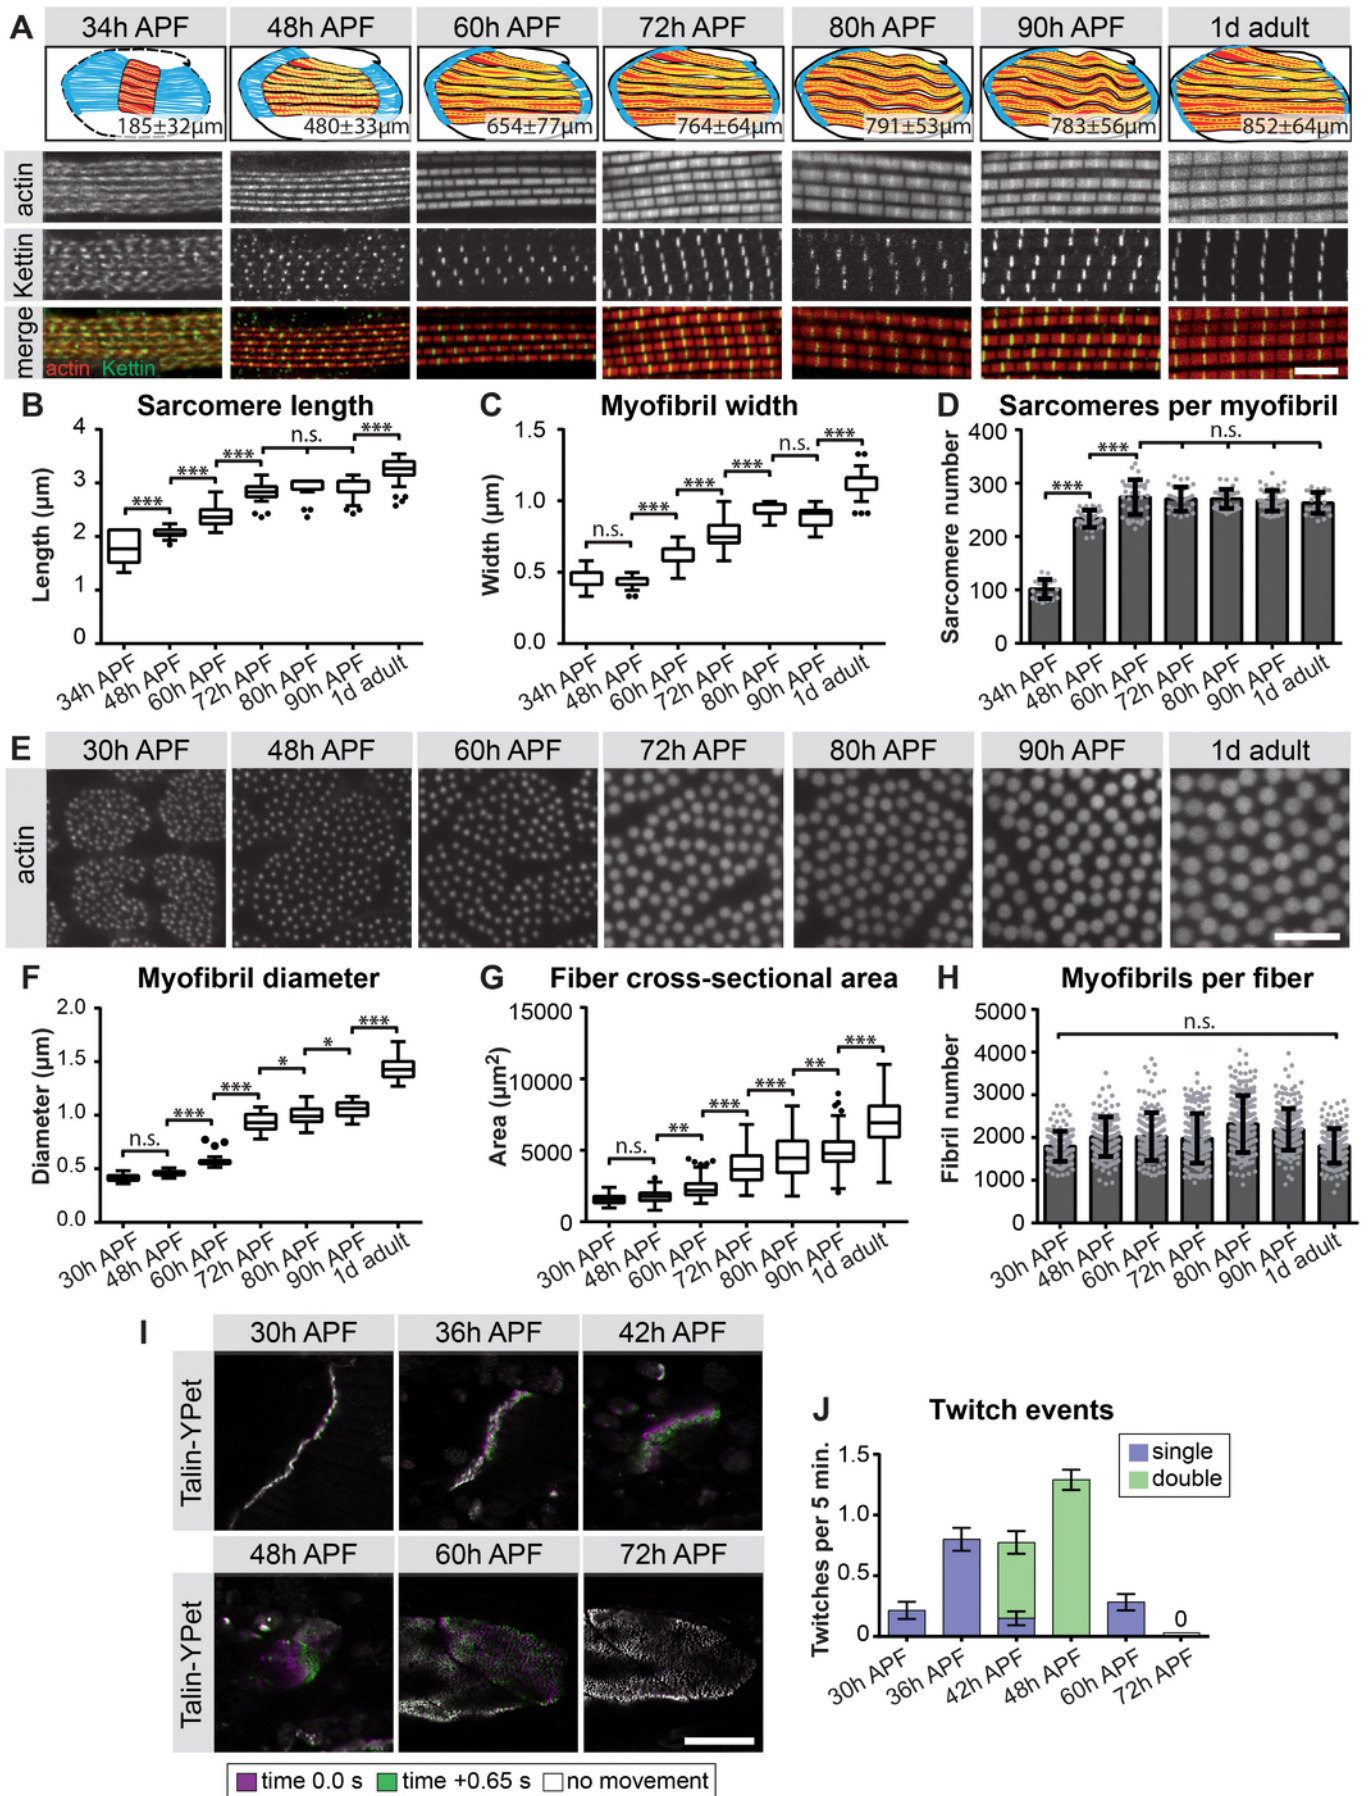 A 34h APF 48h APF 60h APF 72h APF 80h APF 90h APF 1d adult
185±32µm 480±33µm 654±77µm 764±64µm 791±53µm 783±56µm 852±64µm
actin
Kettin
merge
actin Kettin
B Sarcomere length
Length (µm)
4
3
2
1
0
*** *** *** n.s. ***
34h APF 48h APF 60h APF 72h APF 80h APF 90h APF 1d adult
C Myofibril width
Width (µm)
1.5
1.0
0.5
0.0
n.s. *** *** *** n.s. ***
34h APF 48h APF 60h APF 72h APF 80h APF 90h APF 1d adult
D Sarcomeres per myofibril
Sarcomere number
400
300
200
100
0
*** *** n.s.
34h APF 48h APF 60h APF 72h APF 80h APF 90h APF 1d adult
E 30h APF 48h APF 60h APF 72h APF 80h APF 90h APF 1d adult
actin
F Myofibril diameter
Diameter (µm)
2.0
1.5
1.0
0.5
0.0
n.s. *** *** * * ***
30h APF 48h APF 60h APF 72h APF 80h APF 90h APF 1d adult
G Fiber cross-sectional area
Area (µm²)
15000
10000
5000
0
n.s. ** *** *** ** ***
30h APF 48h APF 60h APF 72h APF 80h APF 90h APF 1d adult
H Myofibrils per fiber
Fibril number
5000
4000
3000
2000
1000
0
n.s.
30h APF 48h APF 60h APF 72h APF 80h APF 90h APF 1d adult
I 30h APF 36h APF 42h APF
Talin-YPet
48h APF 60h APF 72h APF
Talin-YPet
time 0.0 s time +0.65 s no movement
J Twitch events
Twitches per 5 min.
1.5
1.0
0.5
0
single
double
0
30h APF 36h APF 42h APF 48h APF 60h APF 72h APF